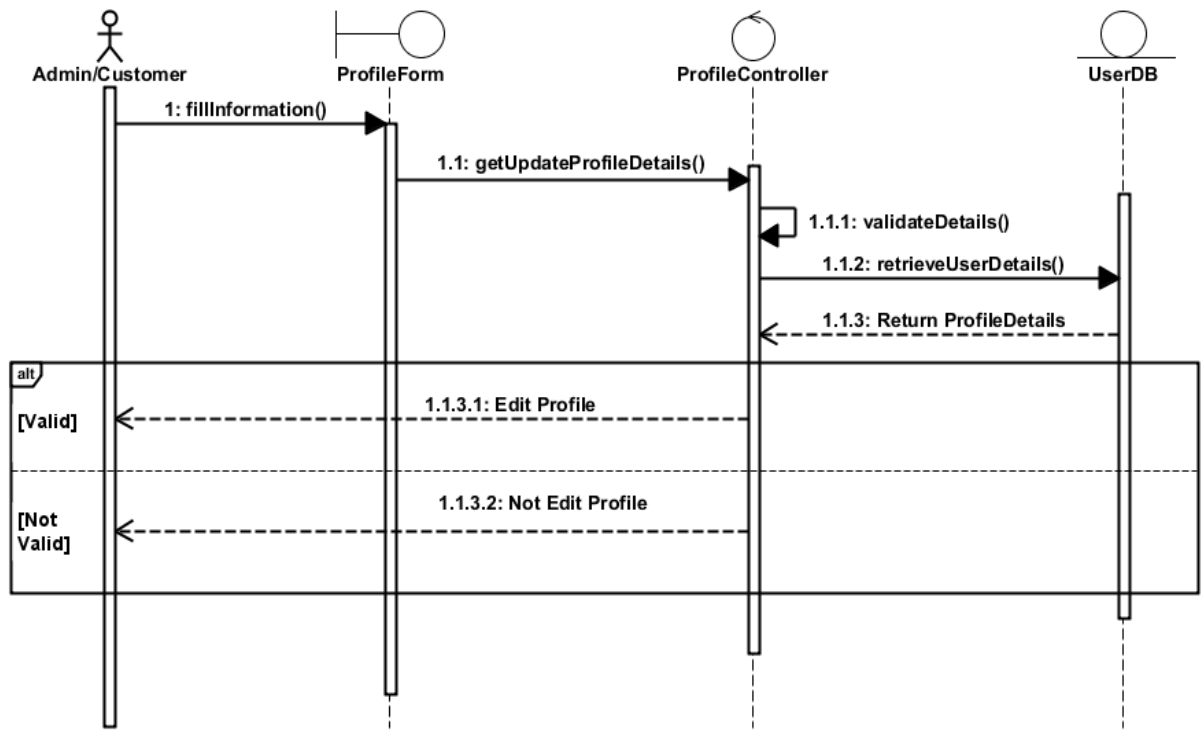 Admin/Customer
ProfileForm
ProfileController
UserDB
1: fillInformation()
1.1: getUpdateProfileDetails()
1.1.1: validateDetails()
1.1.2: retrieveUserDetails()
1.1.3: Return ProfileDetails
alt
1.1.3.1: Edit Profile
[Valid]
1.1.3.2: Not Edit Profile
[Not
Valid]